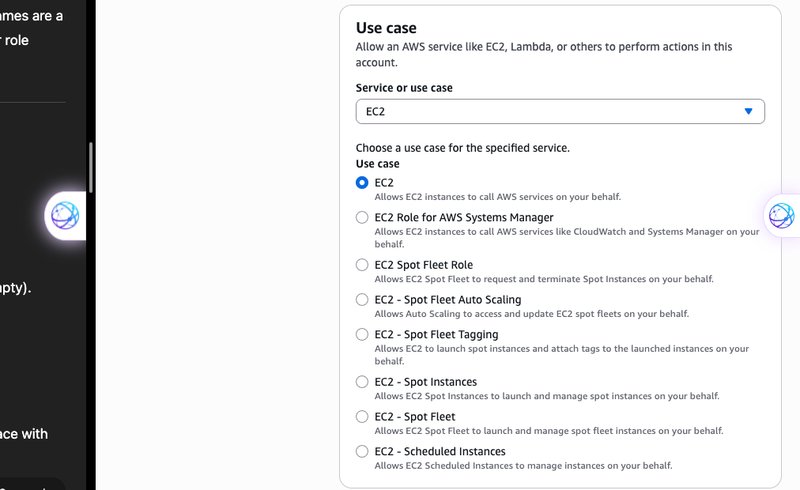 ames are a
r role
npty).
ace with
Use case
Allow an AWS service like EC2, Lambda, or others to perform actions in this
account.
Service or use case
EC2
Choose a use case for the specified service.
Use case
EC2
Allows EC2 instances to call AWS services on your behalf.
EC2 Role for AWS Systems Manager
Allows EC2 instances to call AWS services like CloudWatch and Systems Manager on your
behalf.
EC2 Spot Fleet Role
Allows EC2 Spot Fleet to request and terminate Spot Instances on your behalf.
EC2 - Spot Fleet Auto Scaling
Allows Auto Scaling to access and update EC2 spot fleets on your behalf.
EC2 - Spot Fleet Tagging
Allows EC2 to launch spot instances and attach tags to the launched instances on your
behalf.
EC2 - Spot Instances
Allows EC2 Spot Instances to launch and manage spot instances on your behalf.
EC2 - Spot Fleet
Allows EC2 Spot Fleet to launch and manage spot fleet instances on your behalf.
EC2 - Scheduled Instances
Allows EC2 Scheduled Instances to manage instances on your behalf.